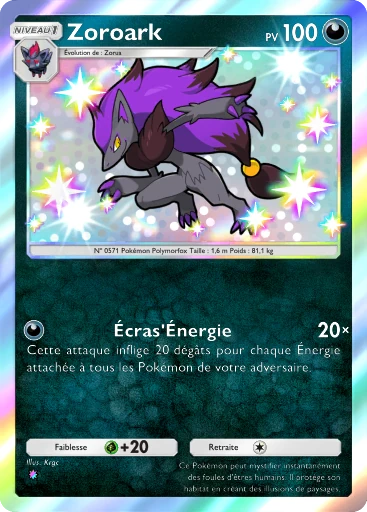 NIVEAU 1
Zoroark
PV 100
Évolution de : Zorua
N° 0571 Pokémon Polymorfox Taille : 1,6 m Poids : 81,1 kg
Écras'Énergie 20×
Cette attaque inflige 20 dégâts pour chaque Énergie
attachée à tous les Pokémon de votre adversaire.
Faiblesse +20
Retraite
Illus. Krgc
Ce Pokémon peut mystifier instantanément
des foules d'êtres humains. Il protège son
habitat en créant des illusions de paysages.